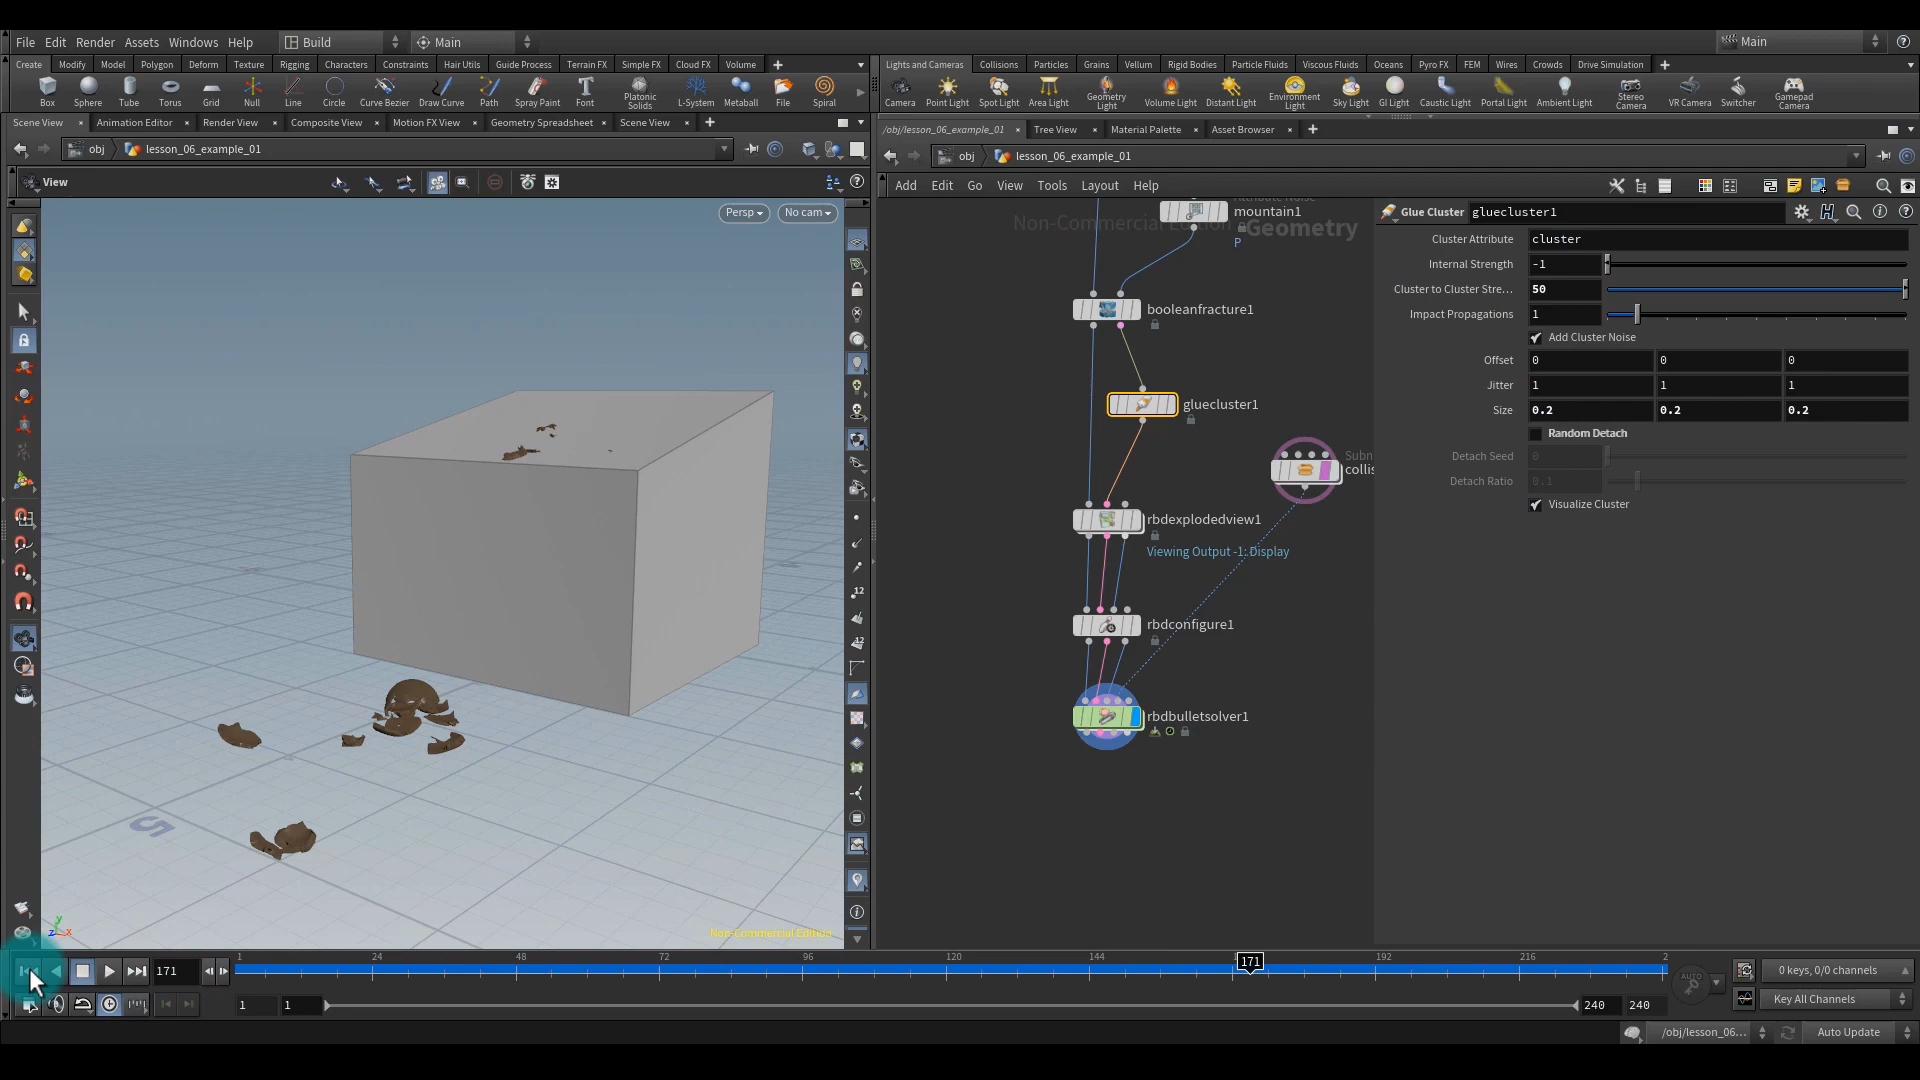 File Edit Render Assets Windows Help Build Main Main
Create Modify Model Polygon Deform Texture Rigging Characters Constraints Hair Utils Guide Process Terrain FX Simple FX Cloud FX Volume
Lights and Cameras Collisions Particles Grains Vellum Rigid Bodies Particle Fluids Viscous Fluids Oceans Pyro FX FEM Wires Crowds Drive Simulation
Box Sphere Tube Torus Grid Null Line Circle Curve Bezier Draw Curve Path Spray Paint Font Platonic Solids L-System Metaball File Spiral
Camera Point Light Spot Light Area Light Geometry Light Volume Light Distant Light Environment Light Sky Light GI Light Caustic Light Portal Light Ambient Light Stereo Camera VR Camera Switcher Gamepad Camera
Scene View Animation Editor Render View Composite View Motion FX View Geometry Spreadsheet Scene View
/obj/lesson_06_example_01 Tree View Material Palette Asset Browser
obj lesson_06_example_01
obj lesson_06_example_01
View
Add Edit Go View Tools Layout Help
Persp No cam
Non-Commercial Edition
Geometry
mountain1
P
booleanfracture1
gluecluster1
Subn
collis
rbdexplodedview1
Viewing Output -1: Display
rbdconfigure1
rbdbulletsolver1
Glue Cluster gluecluster1
Cluster Attribute cluster
Internal Strength -1
Cluster to Cluster Stre... 50
Impact Propagations 1
Add Cluster Noise
Offset 0 0 0
Jitter 1 1 1
Size 0.2 0.2 0.2
Random Detach
Detach Seed 0
Detach Ratio 0.1
Visualize Cluster
12
12
5
y
z x
Non-Commercial Edition
171
1 24 48 72 96 120 144 171 192 216 2
1 1 240 240
AUTO
0 keys, 0/0 channels
Key All Channels
/obj/lesson_06... Auto Update